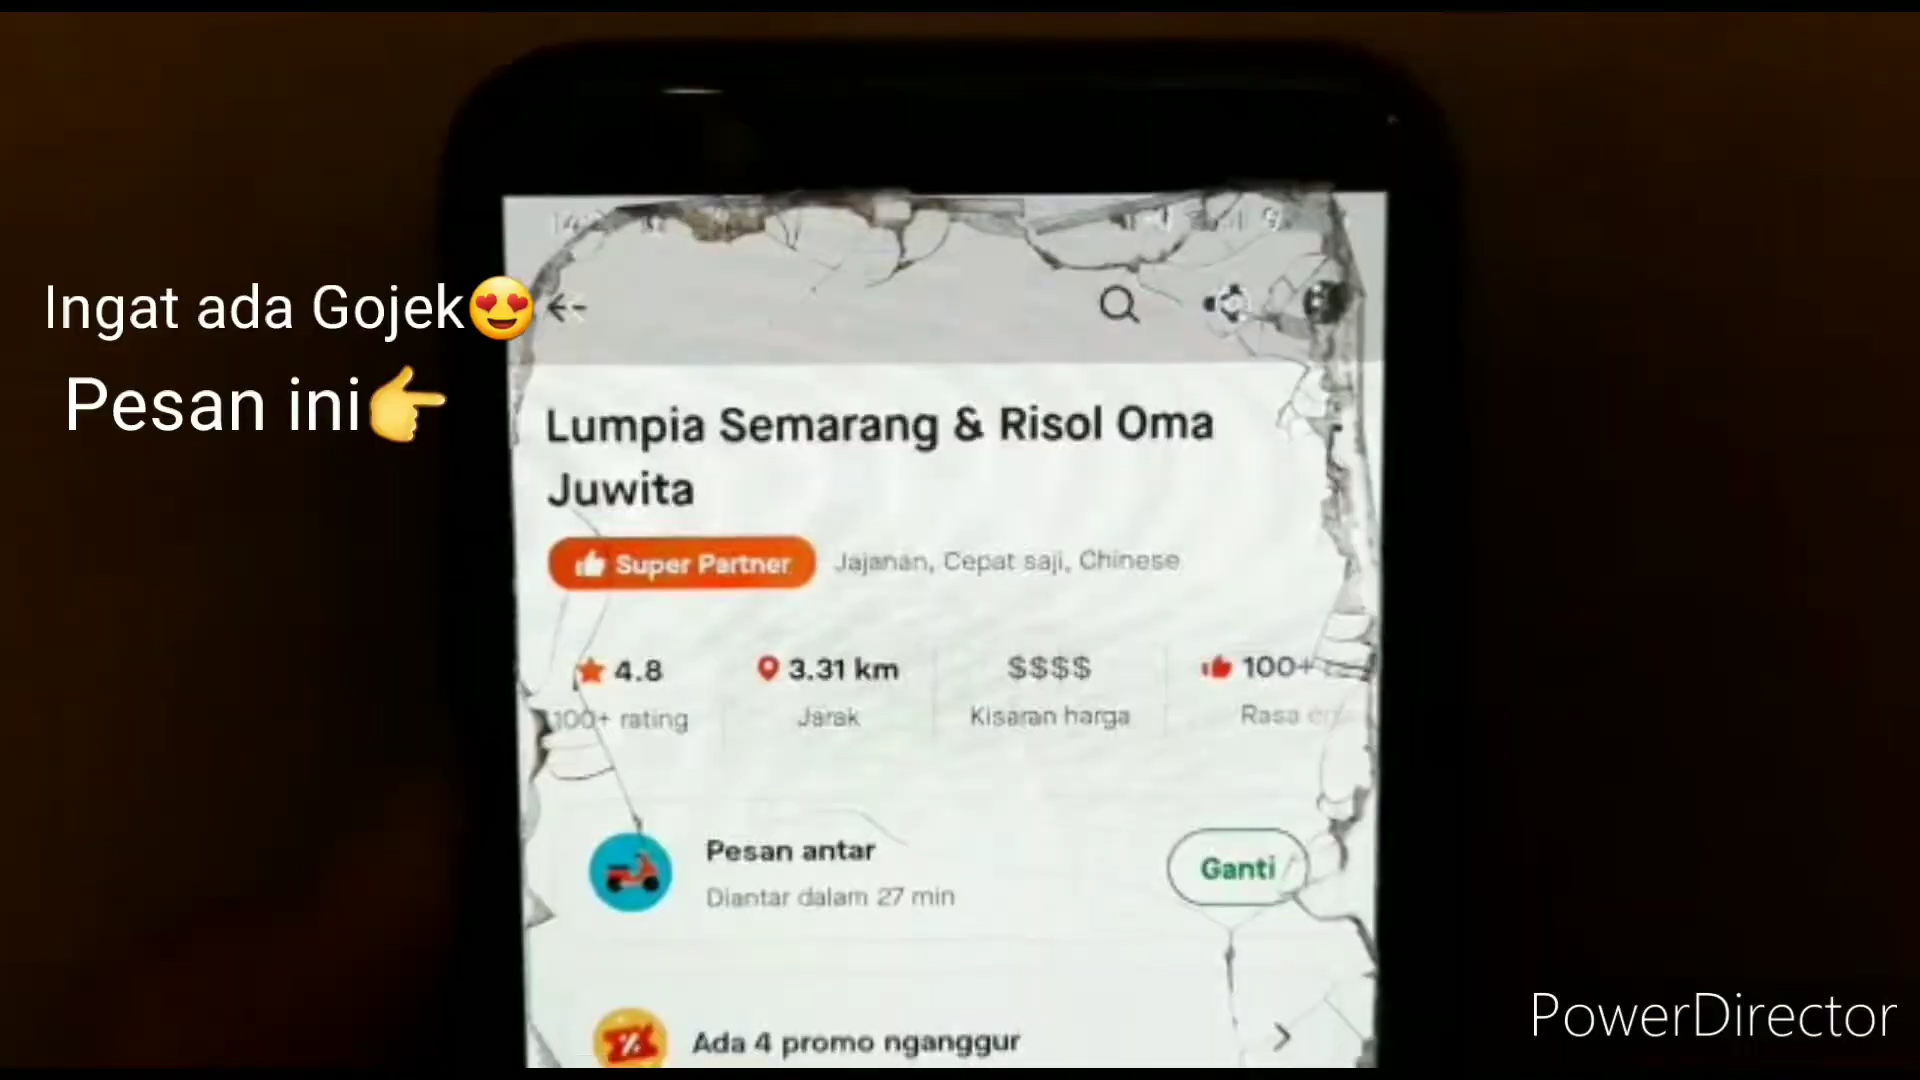 Ingat ada Gojek😍
Pesan ini👉
Lumpia Semarang & Risol Oma
Juwita
Super Partner
Jajanan, Cepat saji, Chinese
4.8
100+ rating
3.31 km
Jarak
$$$$
Kisaran harga
100+
Rasa
Pesan antar
Diantar dalam 27 min
Ganti
Ada 4 promo nganggur
PowerDirector